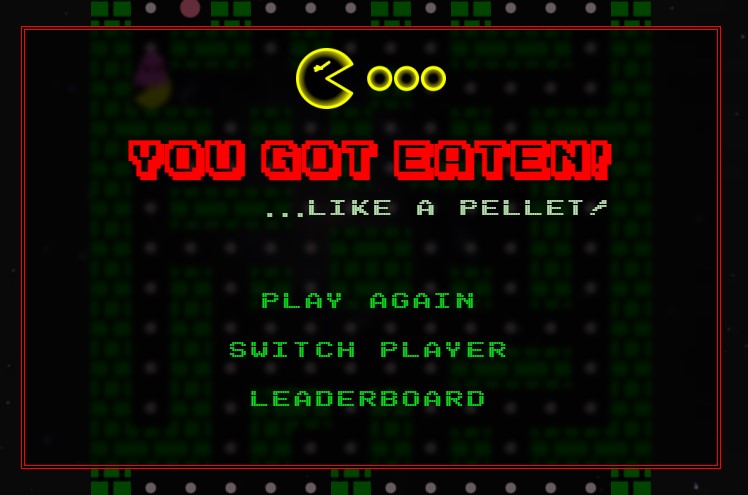 YOU GOT EATEN!
...LIKE A PELLET!
PLAY AGAIN
SWITCH PLAYER
LEADERBOARD